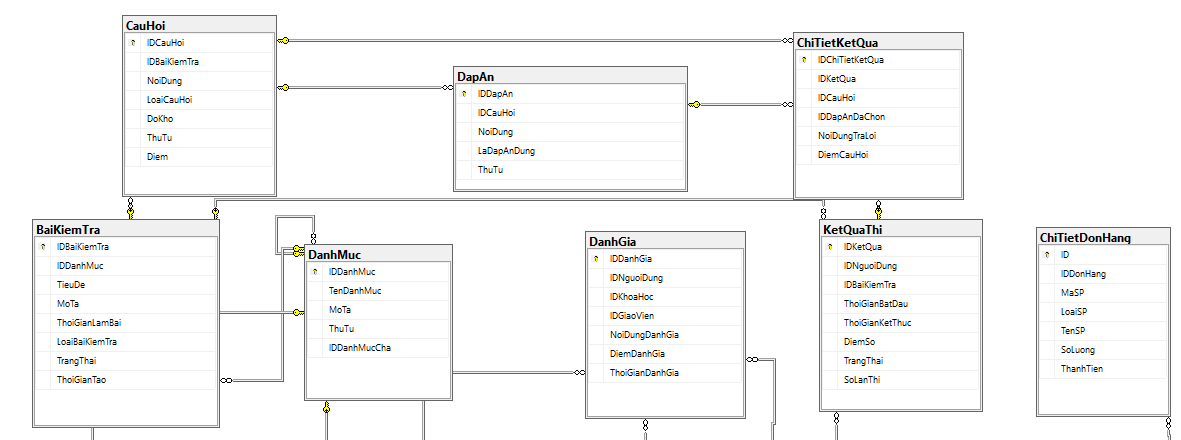 CauHoi
IDCauHoi
IDBaiKiemTra
NoiDung
LoaiCauHoi
DoKho
ThuTu
Diem
DapAn
IDDapAn
IDCauHoi
NoiDung
LaDapAnDung
ThuTu
ChiTietKetQua
IDChiTietKetQua
IDKetQua
IDCauHoi
IDDapAnDaChon
NoiDungTraLoi
DiemCauHoi
BaiKiemTra
IDBaiKiemTra
IDDanhMuc
TieuDe
MoTa
ThoiGianLamBai
LoaiBaiKiemTra
TrangThai
ThoiGianTao
DanhMuc
IDDanhMuc
TenDanhMuc
MoTa
ThuTu
IDDanhMucCha
DanhGia
IDDanhGia
IDNguoiDung
IDKhoaHoc
IDGiaoVien
NoiDungDanhGia
DiemDanhGia
ThoiGianDanhGia
KetQuaThi
IDKetQua
IDNguoiDung
IDBaiKiemTra
ThoiGianBatDau
ThoiGianKetThuc
DiemSo
TrangThai
SoLanThi
ChiTietDonHang
ID
IDDonHang
MaSP
LoaiSP
TenSP
SoLuong
ThanhTien